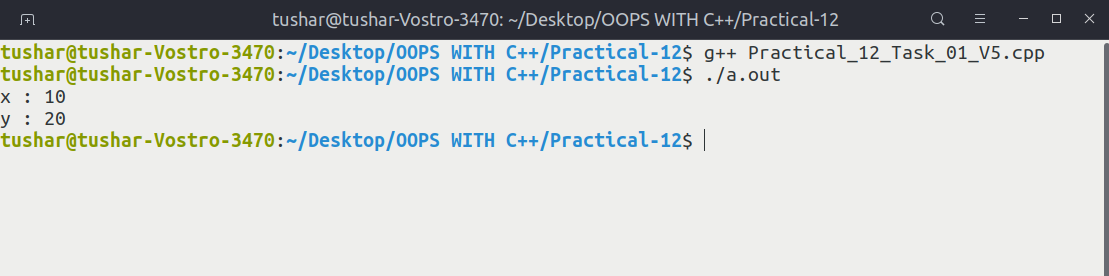 tushar@tushar-Vostro-3470: ~/Desktop/OOPS WITH C++/Practical-12
tushar@tushar-Vostro-3470:~/Desktop/OOPS WITH C++/Practical-12$ g++ Practical_12_Task_01_V5.cpp
tushar@tushar-Vostro-3470:~/Desktop/OOPS WITH C++/Practical-12$ ./a.out
x : 10
y : 20
tushar@tushar-Vostro-3470:~/Desktop/OOPS WITH C++/Practical-12$